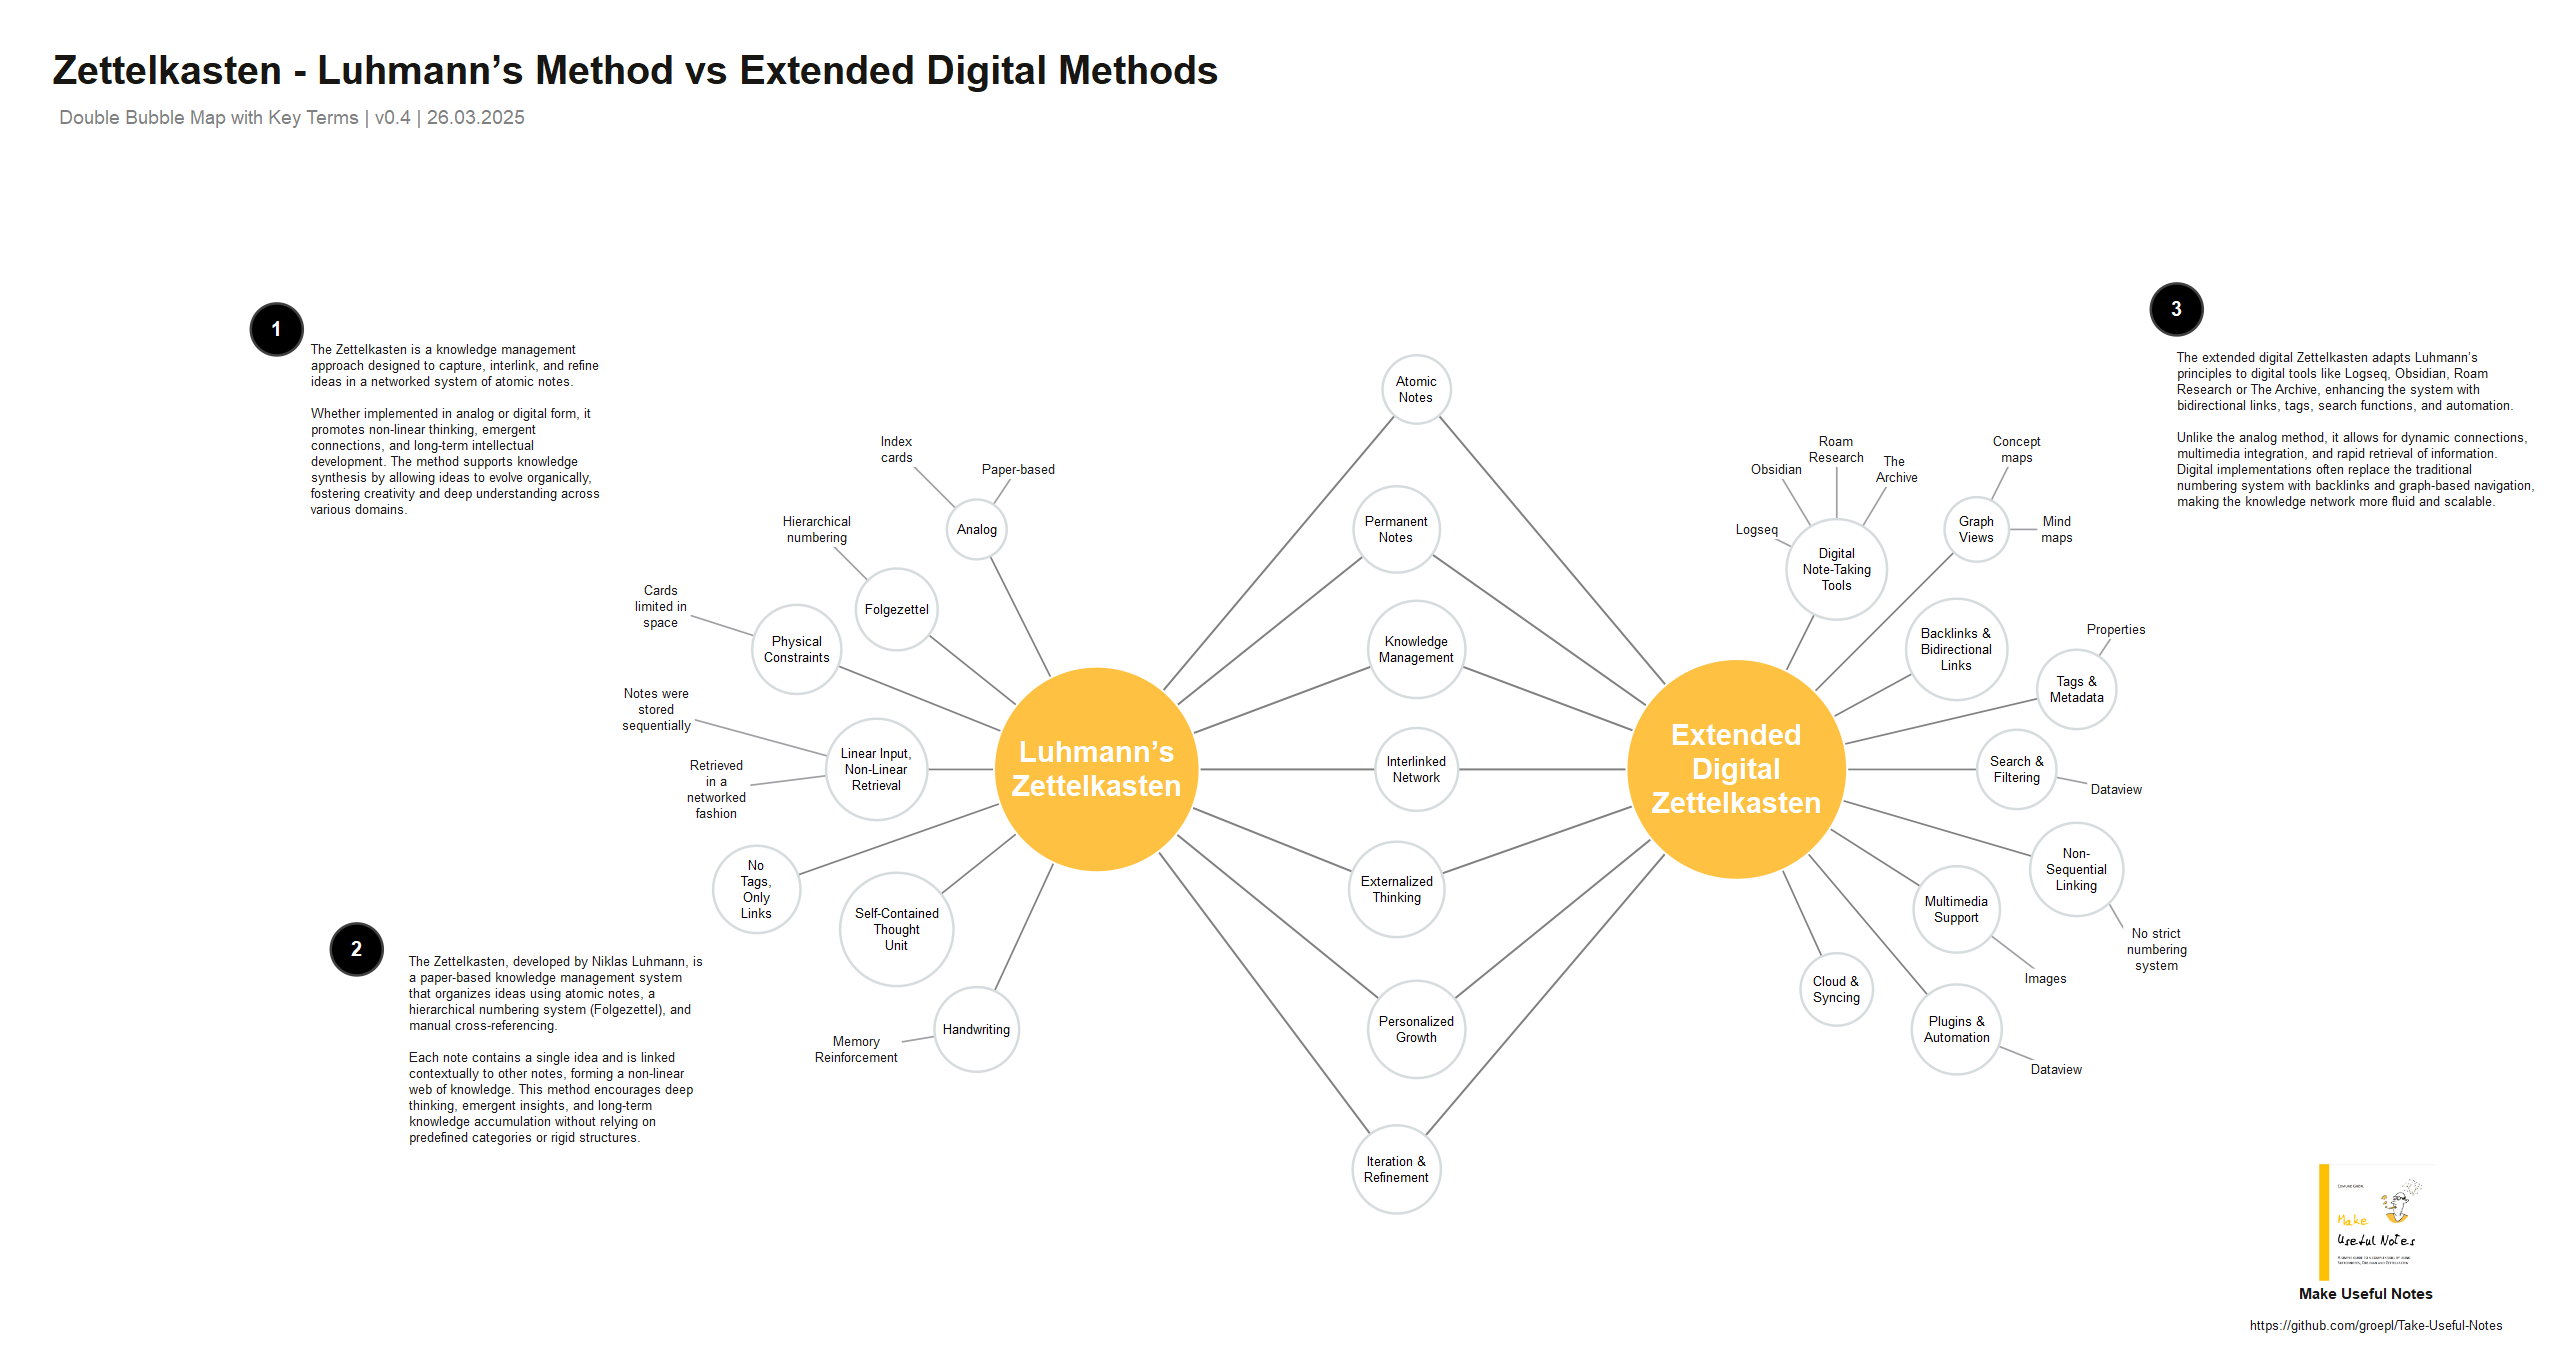 Zettelkasten - Luhmann’s Method vs Extended Digital Methods
Double Bubble Map with Key Terms | v0.4 | 26.03.2025
1
The Zettelkasten is a knowledge management
approach designed to capture, interlink, and refine
ideas in a networked system of atomic notes.
Whether implemented in analog or digital form, it
promotes non-linear thinking, emergent
connections, and long-term intellectual
development. The method supports knowledge
synthesis by allowing ideas to evolve organically,
fostering creativity and deep understanding across
various domains.
2
The Zettelkasten, developed by Niklas Luhmann, is
a paper-based knowledge management system
that organizes ideas using atomic notes, a
hierarchical numbering system (Folgezettel), and
manual cross-referencing.
Each note contains a single idea and is linked
contextually to other notes, forming a non-linear
web of knowledge. This method encourages deep
thinking, emergent insights, and long-term
knowledge accumulation without relying on
predefined categories or rigid structures.
Index
cards
Paper-based
Analog
Hierarchical
numbering
Folgezettel
Cards
limited in
space
Physical
Constraints
Notes were
stored
sequentially
Retrieved
in a
networked
fashion
Linear Input,
Non-Linear
Retrieval
No
Tags,
Only
Links
Self-Contained
Thought
Unit
Handwriting
Memory
Reinforcement
Luhmann’s
Zettelkasten
Atomic
Notes
Permanent
Notes
Knowledge
Management
Interlinked
Network
Externalized
Thinking
Personalized
Growth
Iteration &
Refinement
Extended
Digital
Zettelkasten
Logseq
Obsidian
Roam
Research
The
Archive
Digital
Note-Taking
Tools
Concept
maps
Graph
Views
Mind
maps
Backlinks &
Bidirectional
Links
Properties
Tags &
Metadata
Search &
Filtering
Dataview
Non-
Sequential
Linking
No strict
numbering
system
Multimedia
Support
Images
Plugins &
Automation
Dataview
Cloud &
Syncing
3
The extended digital Zettelkasten adapts Luhmann’s
principles to digital tools like Logseq, Obsidian, Roam
Research or The Archive, enhancing the system with
bidirectional links, tags, search functions, and automation.
Unlike the analog method, it allows for dynamic connections,
multimedia integration, and rapid retrieval of information.
Digital implementations often replace the traditional
numbering system with backlinks and graph-based navigation,
making the knowledge network more fluid and scalable.
Make
Useful Notes
Make Useful Notes
https://github.com/groepl/Take-Useful-Notes